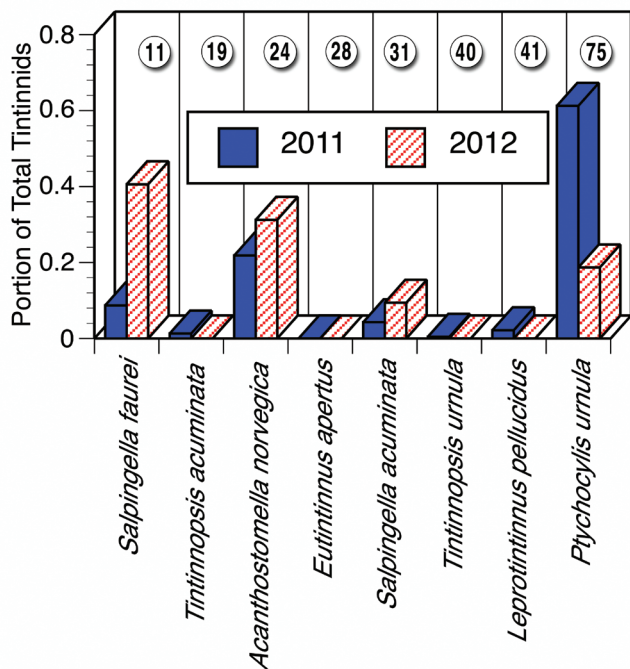 Portion of Total Tintinnids
0.8
0.6
0.4
0.2
0
11 19 24 28 31 40 41 75
2011 2012
Salpingella faurei
Tintinnopsis acuminata
Acanthostomella norvegica
Eutintinnus apertus
Salpingella acuminata
Tintinnopsis urnula
Leprotintinnus pellucidus
Ptychocylis urnula